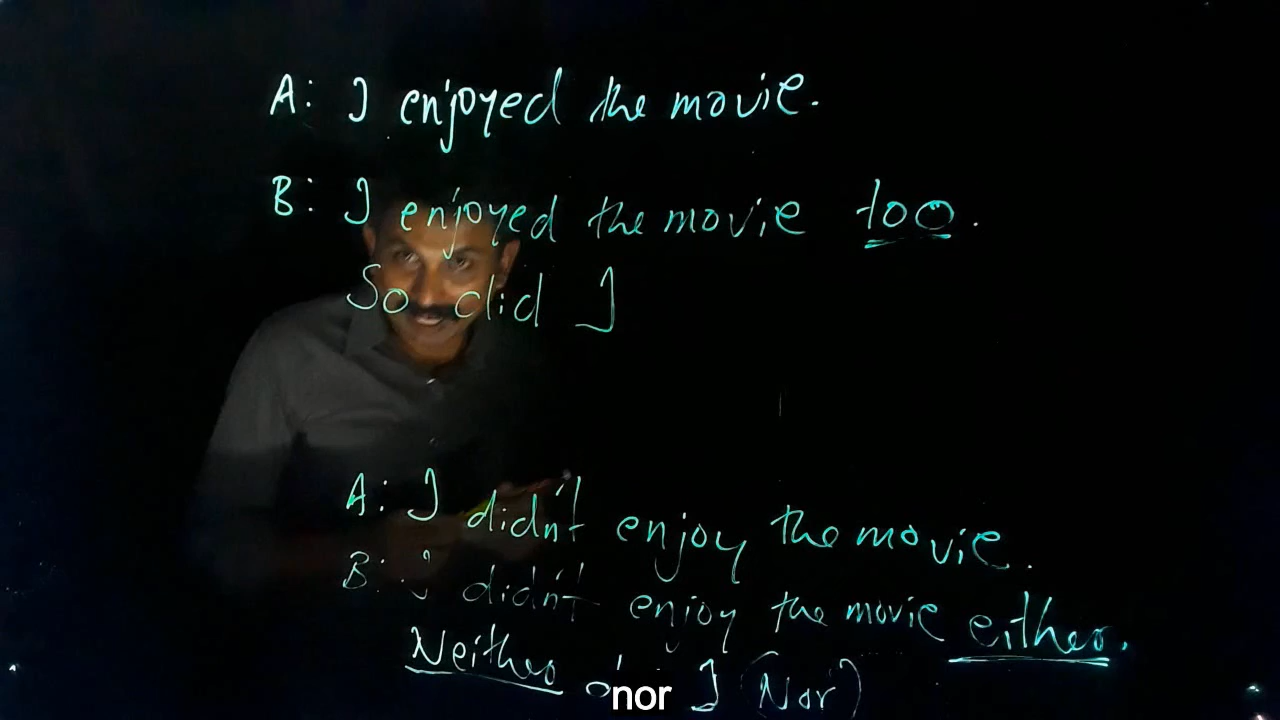 A: I enjoyed the movie.
B: I enjoyed the movie too.
So did I
A: I didn't enjoy the movie.
B: I didn't enjoy the movie either.
Neither I (Nor)
nor